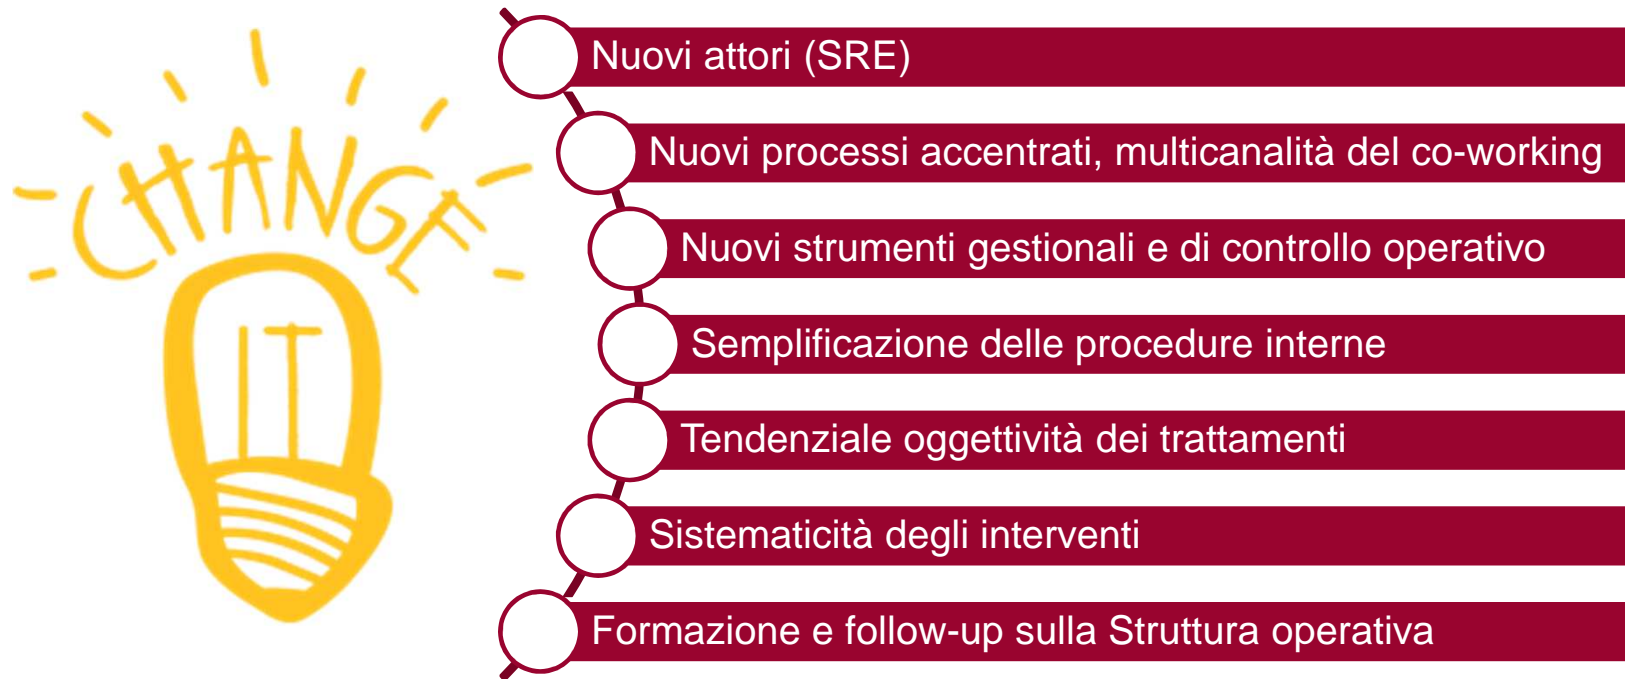 CHANGE
IT
Nuovi attori (SRE)
Nuovi processi accentrati, multicanalità del co-working
Nuovi strumenti gestionali e di controllo operativo
Semplificazione delle procedure interne
Tendenziale oggettività dei trattamenti
Sistematicità degli interventi
Formazione e follow-up sulla Struttura operativa